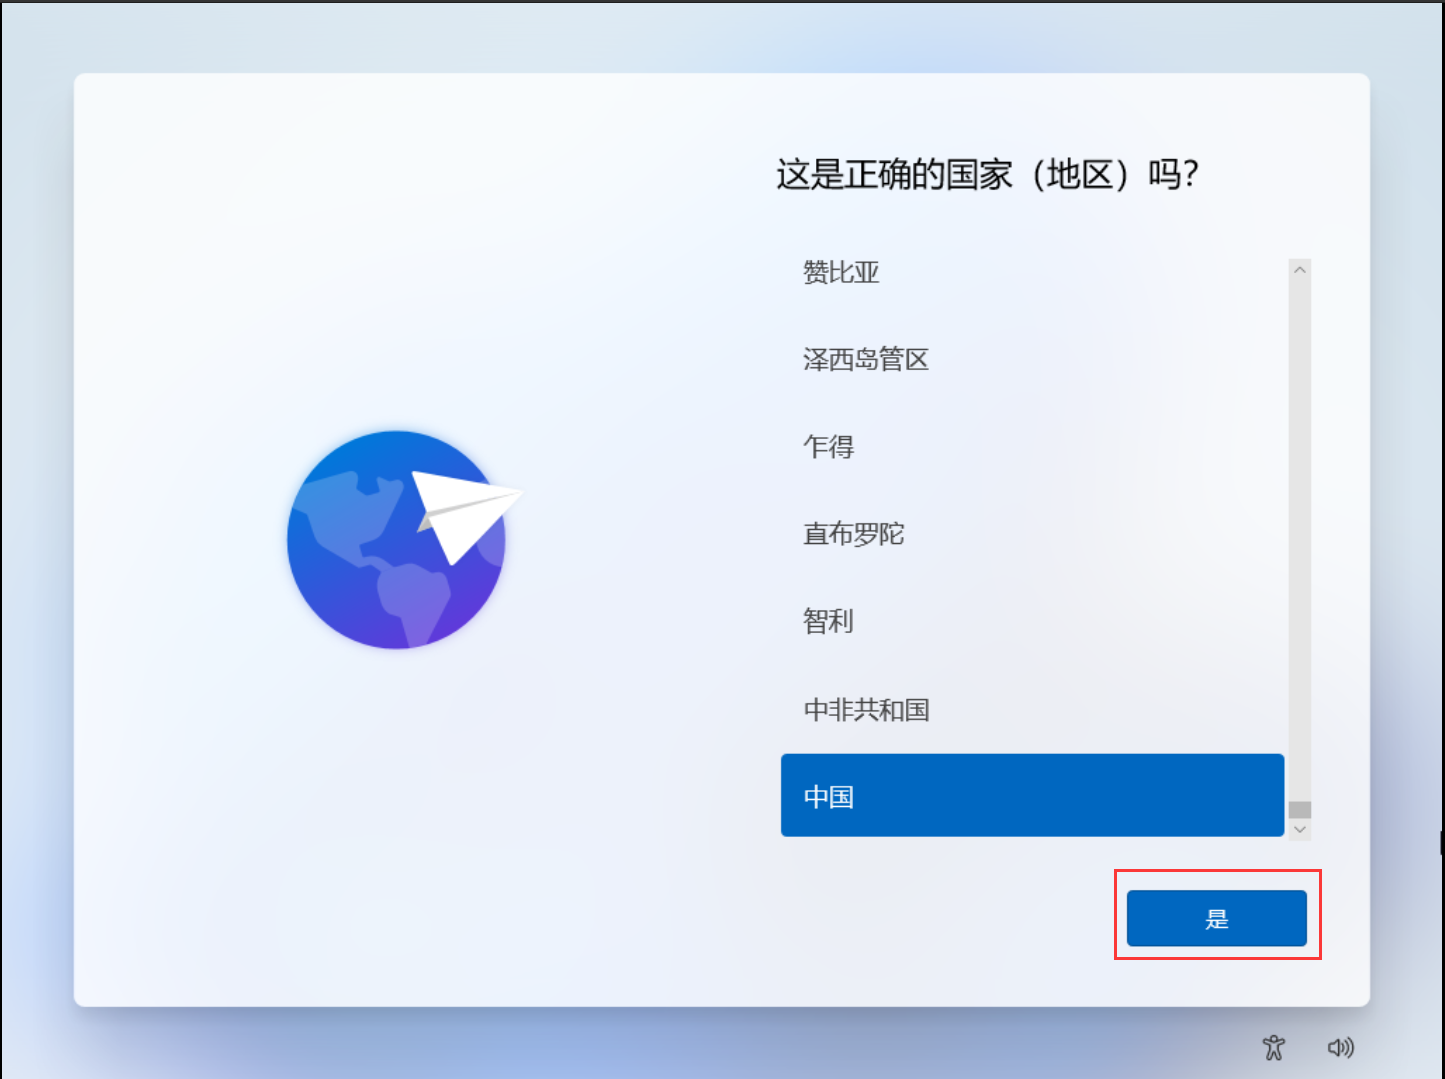 这是正确的国家（地区）吗？
赞比亚
泽西岛管区
乍得
直布罗陀
智利
中非共和国
中国
是